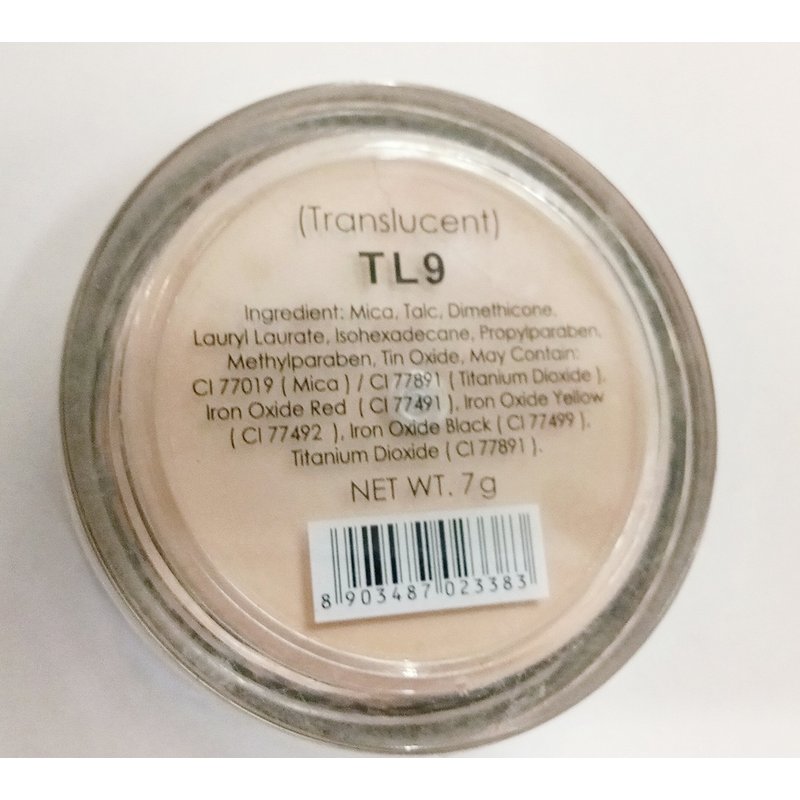 (Translucent)
TL9
Ingredient: Mica, Talc, Dimethicone,
Lauryl Laurate, Isohexadecane, Propylparaben,
Methylparaben, Tin Oxide, May Contain:
CI 77019 ( Mica ) / CI 77891 ( Titanium Dioxide ),
Iron Oxide Red ( CI 77491 ), Iron Oxide Yellow
( CI 77492 ), Iron Oxide Black ( CI 77499 ),
Titanium Dioxide ( CI 77891 ).
NET WT. 7g
8 903487 023383